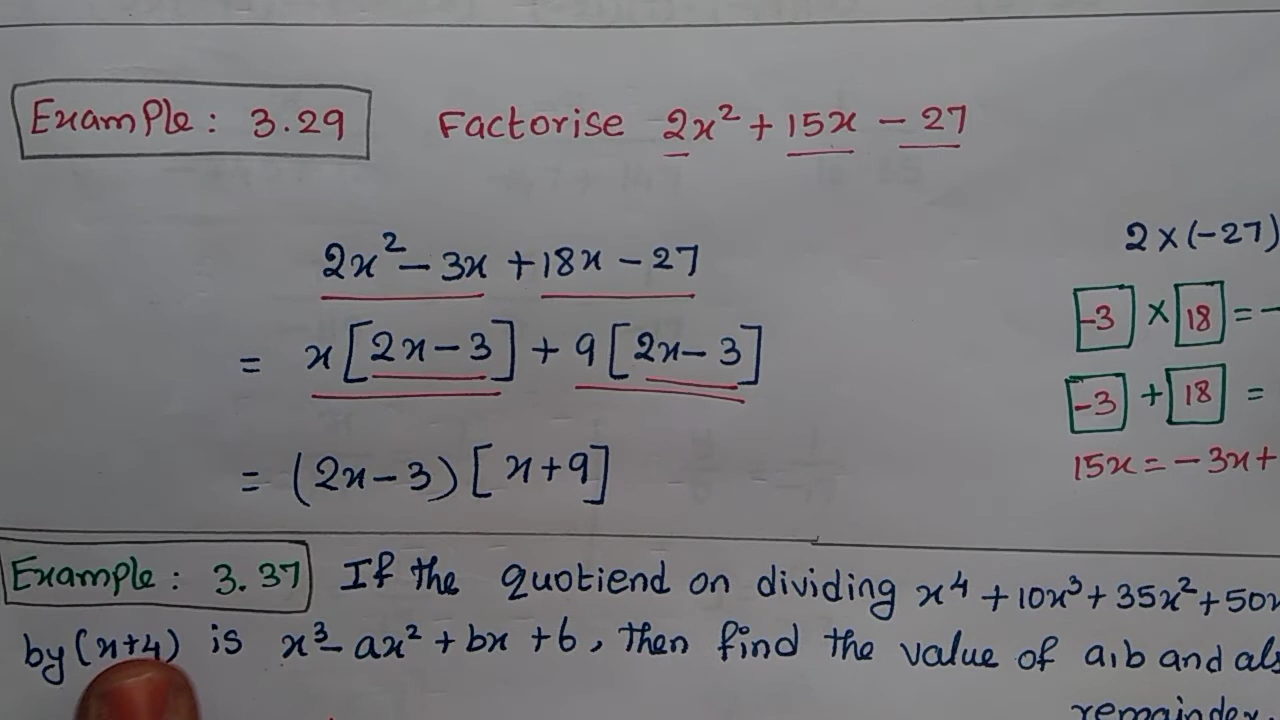 Example: 3.29 Factorise 2x² + 15x - 27
2x² - 3x + 18x - 27
2 x (-27)
= x[2x - 3] + 9[2x - 3]
-3 x 18 = -
-3 + 18 =
= (2x - 3)[x + 9]
15x = -3x +
Example: 3.37 If the quotiend on dividing x⁴ + 10x³ + 35x² + 50x
by (x+4) is x³ - ax² + bx + 6, then find the value of a,b and als
remainder.